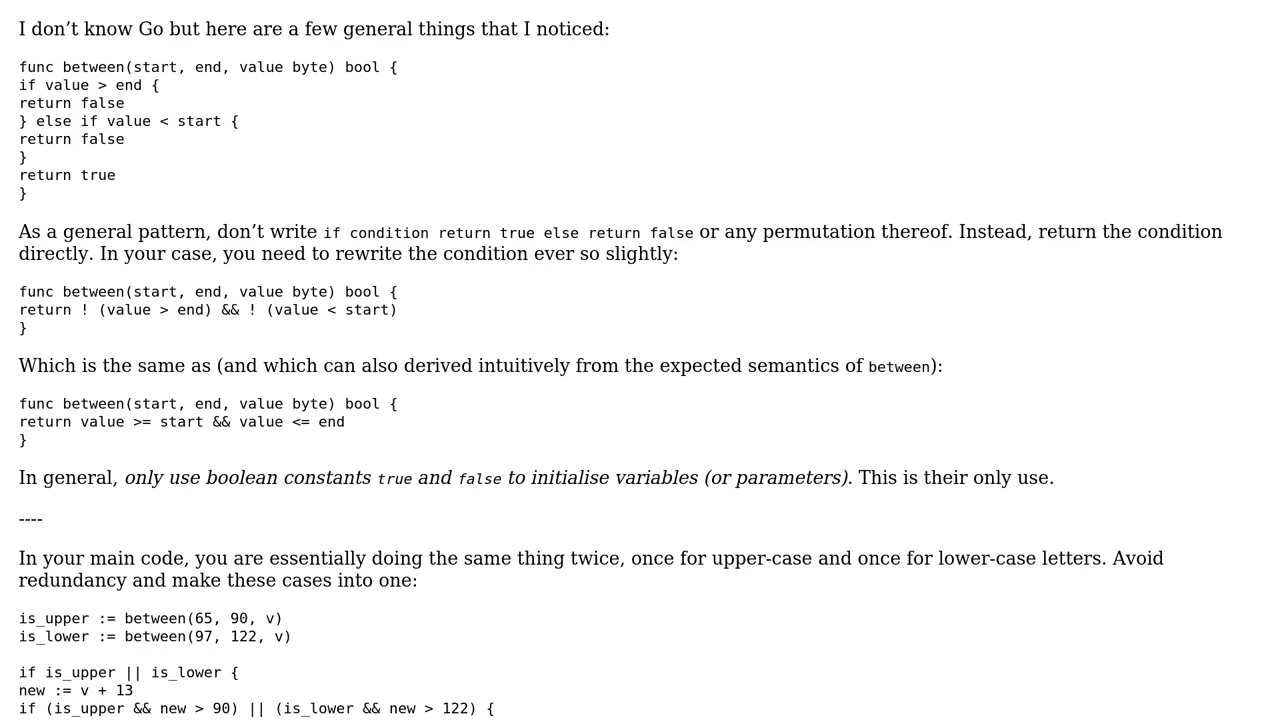 I don’t know Go but here are a few general things that I noticed:
func between(start, end, value byte) bool {
if value > end {
return false
} else if value < start {
return false
}
return true
}
As a general pattern, don’t write if condition return true else return false or any permutation thereof. Instead, return the condition
directly. In your case, you need to rewrite the condition ever so slightly:
func between(start, end, value byte) bool {
return ! (value > end) && ! (value < start)
}
Which is the same as (and which can also derived intuitively from the expected semantics of between):
func between(start, end, value byte) bool {
return value >= start && value <= end
}
In general, only use boolean constants true and false to initialise variables (or parameters). This is their only use.
----
In your main code, you are essentially doing the same thing twice, once for upper-case and once for lower-case letters. Avoid
redundancy and make these cases into one:
is_upper := between(65, 90, v)
is_lower := between(97, 122, v)
if is_upper || is_lower {
new := v + 13
if (is_upper && new > 90) || (is_lower && new > 122) {